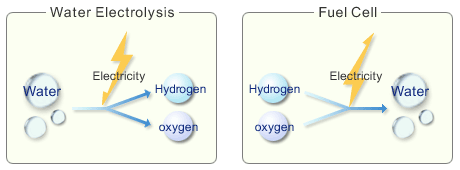 Water Electrolysis
Electricity
Water
Hydrogen
oxygen
Fuel Cell
Electricity
Hydrogen
Water
oxygen